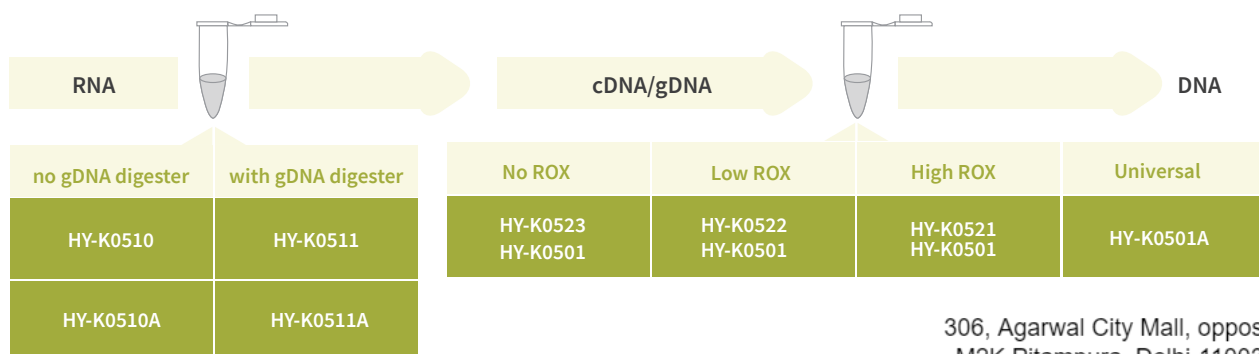 RNA
cDNA/gDNA
DNA
no gDNA digester
with gDNA digester
HY-K0510
HY-K0511
HY-K0510A
HY-K0511A
No ROX
Low ROX
High ROX
Universal
HY-K0523
HY-K0501
HY-K0522
HY-K0501
HY-K0521
HY-K0501
HY-K0501A
306, Agarwal City Mall,